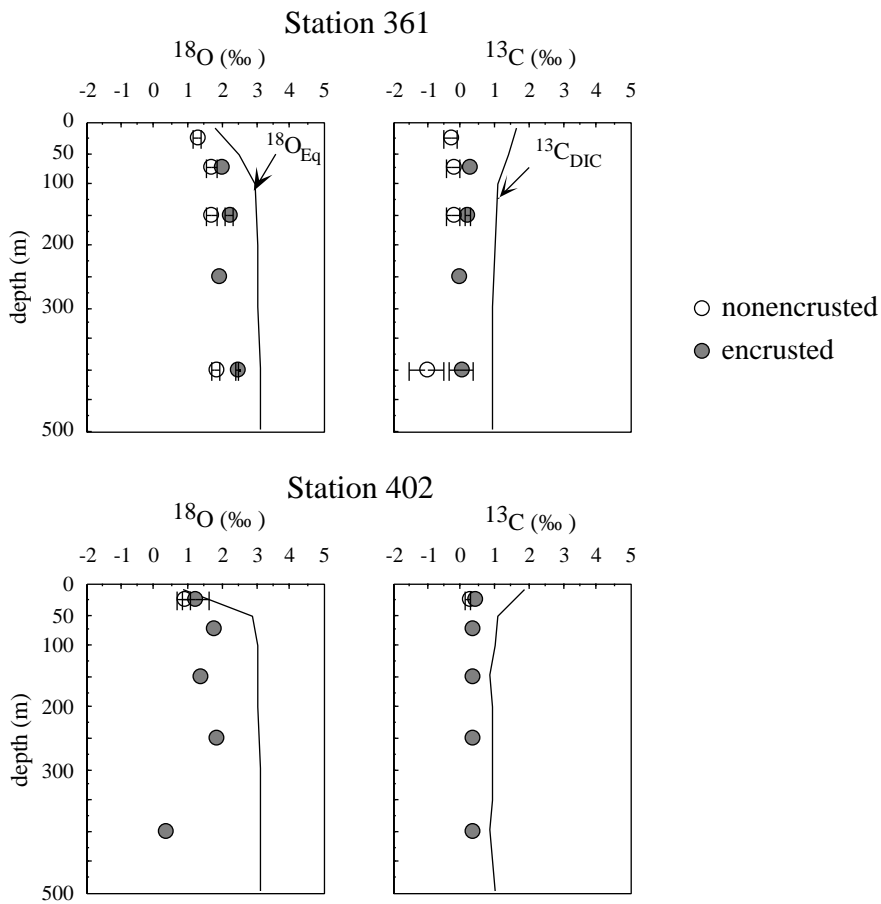 Station 361
18O (‰)
13C (‰)
-2 -1 0 1 2 3 4 5
-2 -1 0 1 2 3 4 5
0
50
100
200
300
500
depth (m)
18OEq
13CDIC
nonencrusted
encrusted
Station 402
18O (‰)
13C (‰)
-2 -1 0 1 2 3 4 5
-2 -1 0 1 2 3 4 5
0
50
100
200
300
500
depth (m)